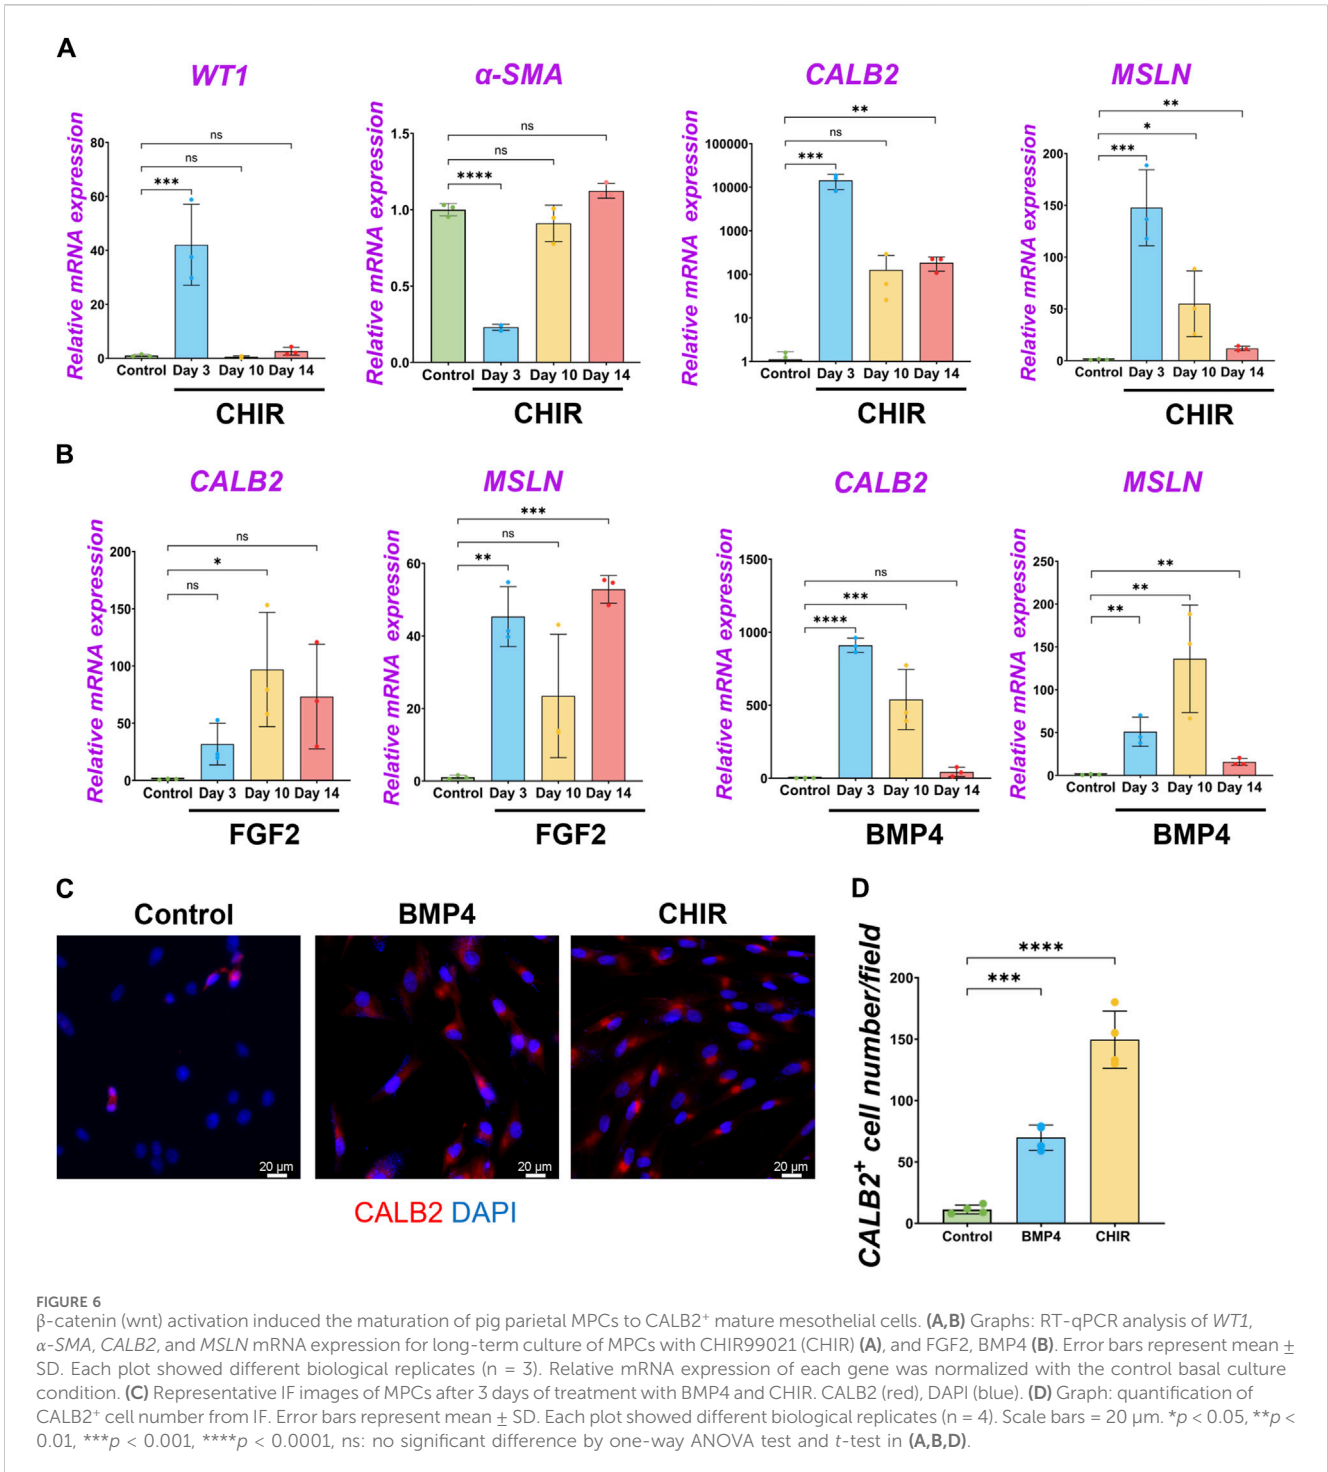 A
WT1
α-SMA
CALB2
MSLN
Relative mRNA expression
80
60
40
20
0
ns
ns
***
Control Day 3 Day 10 Day 14
CHIR
Relative mRNA expression
1.5
1.0
0.5
0.0
ns
ns
****
Control Day 3 Day 10 Day 14
CHIR
Relative mRNA expression
100000
10000
1000
100
10
1
**
ns
***
Control Day 3 Day 10 Day 14
CHIR
Relative mRNA expression
200
150
100
50
0
**
*
***
Control Day 3 Day 10 Day 14
CHIR
B
CALB2
MSLN
CALB2
MSLN
Relative mRNA expression
200
150
100
50
0
ns
*
ns
Control Day 3 Day 10 Day 14
FGF2
Relative mRNA expression
60
40
20
0
***
ns
**
Control Day 3 Day 10 Day 14
FGF2
Relative mRNA expression
1500
1000
500
0
ns
***
****
Control Day 3 Day 10 Day 14
BMP4
Relative mRNA expression
250
200
150
100
50
0
**
**
**
Control Day 3 Day 10 Day 14
BMP4
C
Control
BMP4
CHIR
20 μm
20 μm
20 μm
CALB2 DAPI
D
CALB2+ cell number/field
200
150
100
50
0
****
***
Control BMP4 CHIR
FIGURE 6
β-catenin (wnt) activation induced the maturation of pig parietal MPCs to CALB2+ mature mesothelial cells. (A,B) Graphs: RT-qPCR analysis of WT1,
α-SMA, CALB2, and MSLN mRNA expression for long-term culture of MPCs with CHIR99021 (CHIR) (A), and FGF2, BMP4 (B). Error bars represent mean ±
SD. Each plot showed different biological replicates (n = 3). Relative mRNA expression of each gene was normalized with the control basal culture
condition. (C) Representative IF images of MPCs after 3 days of treatment with BMP4 and CHIR. CALB2 (red), DAPI (blue). (D) Graph: quantification of
CALB2+ cell number from IF. Error bars represent mean ± SD. Each plot showed different biological replicates (n = 4). Scale bars = 20 μm. *p < 0.05, **p <
0.01, ***p < 0.001, ****p < 0.0001, ns: no significant difference by one-way ANOVA test and t-test in (A,B,D).